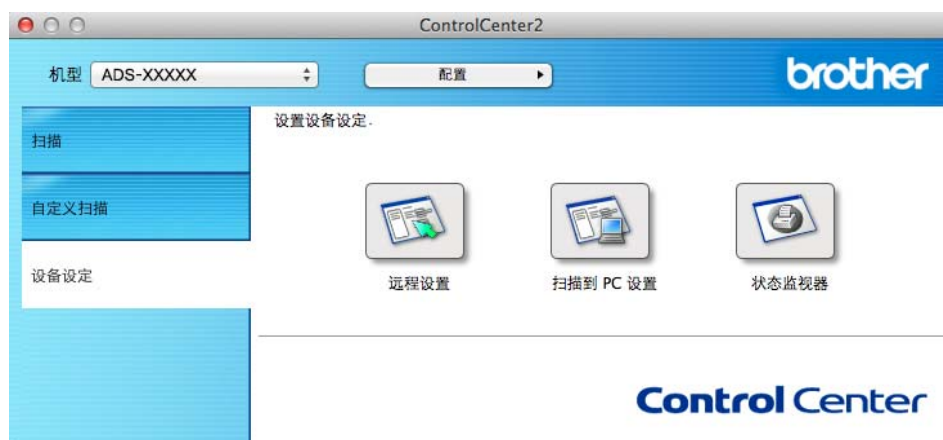 ControlCenter2
机型 ADS-XXXXX 配置 brother
扫描
自定义扫描
设备设定
设置设备设定.
远程设置 扫描到 PC 设置 状态监视器
Control Center